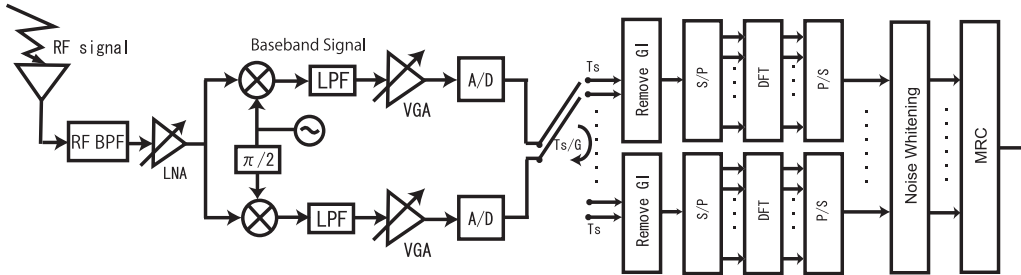 RF signal
RF BPF
LNA
Baseband Signal
LPF
VGA
A/D
π/2
LPF
VGA
A/D
Ts/G
Ts
Remove GI
S/P
DFT
P/S
Ts
Remove GI
S/P
DFT
P/S
Noise Whitening
MRC